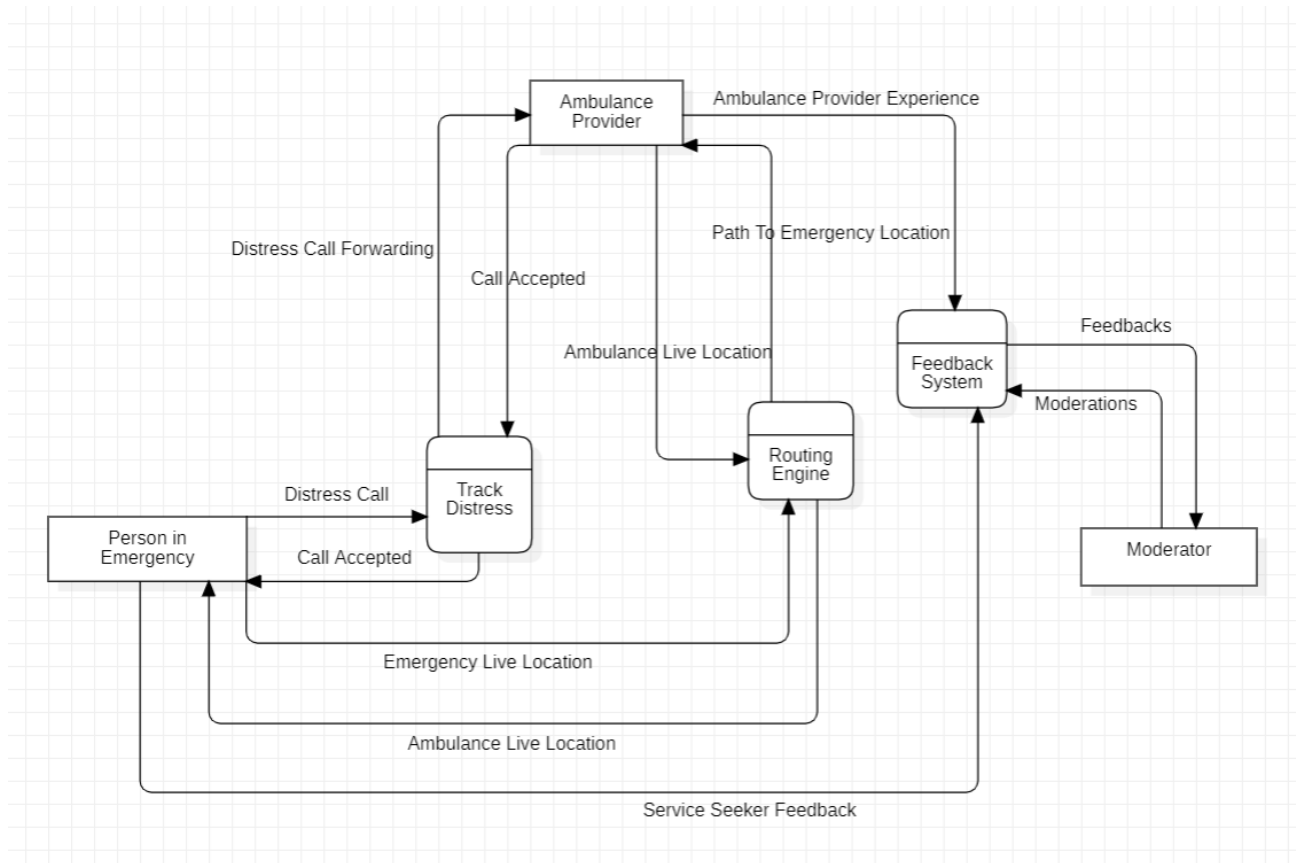 Ambulance
Provider
Ambulance Provider Experience
Distress Call Forwarding
Path To Emergency Location
Call Accepted
Feedbacks
Ambulance Live Location
Feedback
System
Moderations
Routing
Engine
Distress Call
Track
Distress
Person in
Emergency
Call Accepted
Moderator
Emergency Live Location
Ambulance Live Location
Service Seeker Feedback